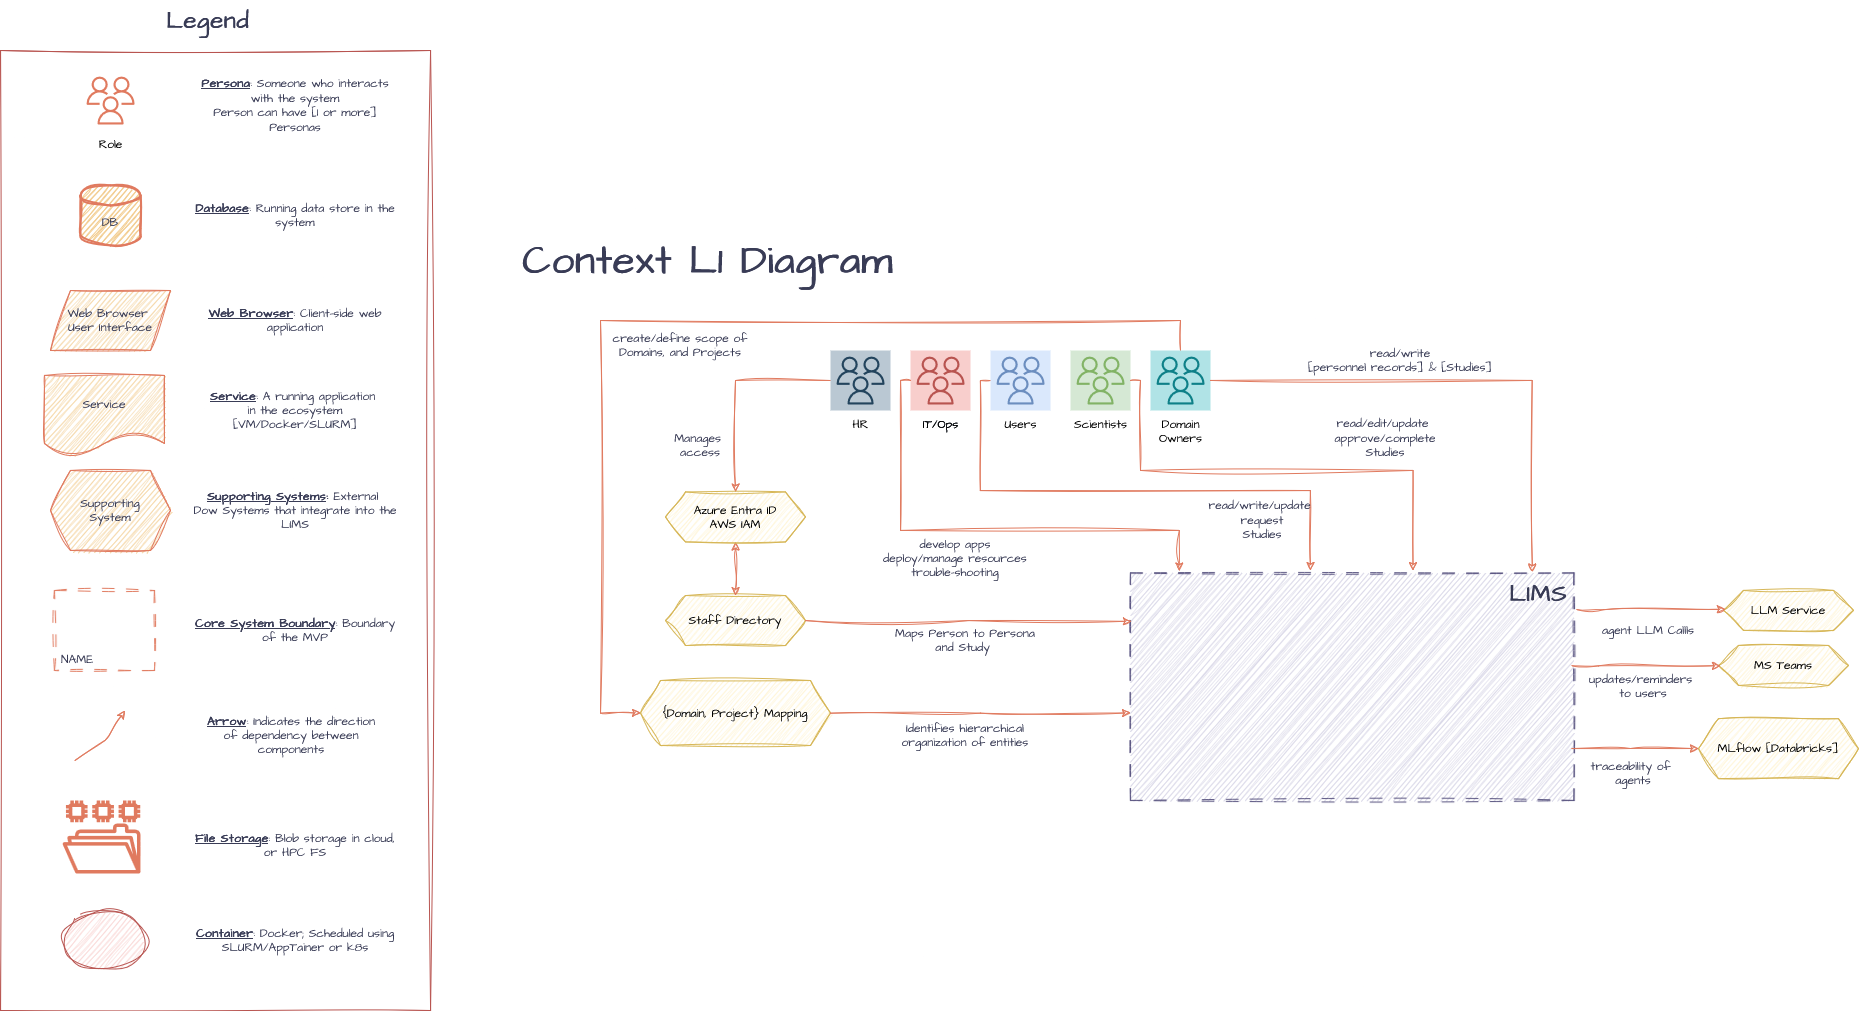 Legend
Persona: Someone who interacts
with the system
Person can have [1 or more]
Personas
Role
Database: Running data store in the
system
DB
Web Browser
User Interface
Web Browser: Client-side web
application
Service
Service: A running application
in the ecosystem
[VM/Docker/SLURM]
Supporting
System
Supporting Systems: External
Dow Systems that integrate into the
LIMS
NAME
Core System Boundary: Boundary
of the MVP
Arrow: Indicates the direction
of dependency between
components
File Storage: Blob storage in cloud,
or HPC FS
Container: Docker; Scheduled using
SLURM/AppTainer or k8s
Context L1 Diagram
create/define scope of
Domains, and Projects
HR
IT/Ops
Users
Scientists
Domain
Owners
read/write
[personnel records] & [Studies]
Manages
access
read/edit/update
approve/complete
Studies
Azure Entra ID
AWS IAM
read/write/update
request
Studies
develop apps
deploy/manage resources
trouble-shooting
LIMS
Staff Directory
Maps Person to Persona
and Study
LLM Service
agent LLM Callls
MS Teams
updates/reminders
to users
{Domain, Project} Mapping
Identifies hierarchical
organization of entities
MLflow [Databricks]
traceability of
agents